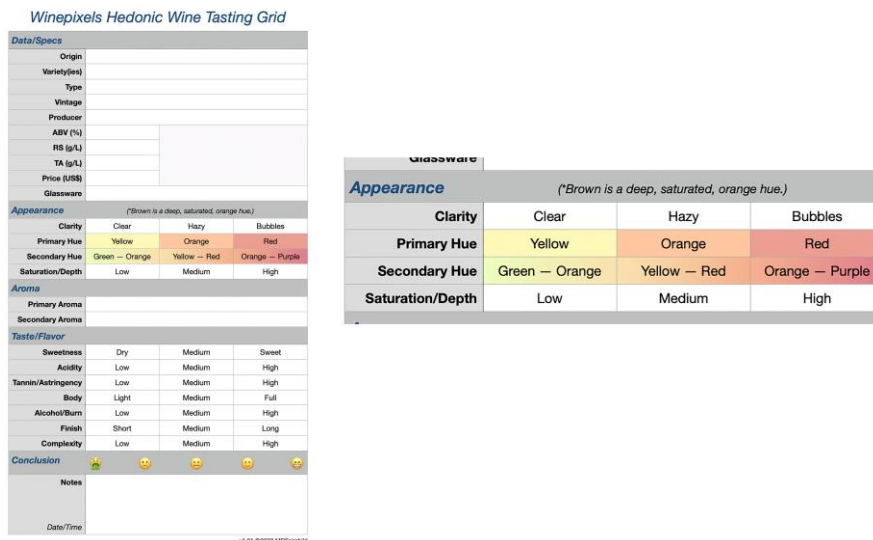 Winepixels Hedonic Wine Tasting Grid
Data/Specs
Origin
Variety(ies)
Type
Vintage
Producer
ABV (%)
RS (g/L)
TA (g/L)
Price (US$)
Glassware
Appearance (*Brown is a deep, saturated, orange hue.)
Clarity Clear Hazy Bubbles
Primary Hue Yellow Orange Red
Secondary Hue Green — Orange Yellow — Red Orange — Purple
Saturation/Depth Low Medium High
Aroma
Primary Aroma
Secondary Aroma
Taste/Flavor
Sweetness Dry Medium Sweet
Acidity Low Medium High
Tannin/Astringency Low Medium High
Body Light Medium Full
Alcohol/Burn Low Medium High
Finish Short Medium Long
Complexity Low Medium High
Conclusion
Notes
Date/Time
Glassware
Appearance (*Brown is a deep, saturated, orange hue.)
Clarity Clear Hazy Bubbles
Primary Hue Yellow Orange Red
Secondary Hue Green — Orange Yellow — Red Orange — Purple
Saturation/Depth Low Medium High